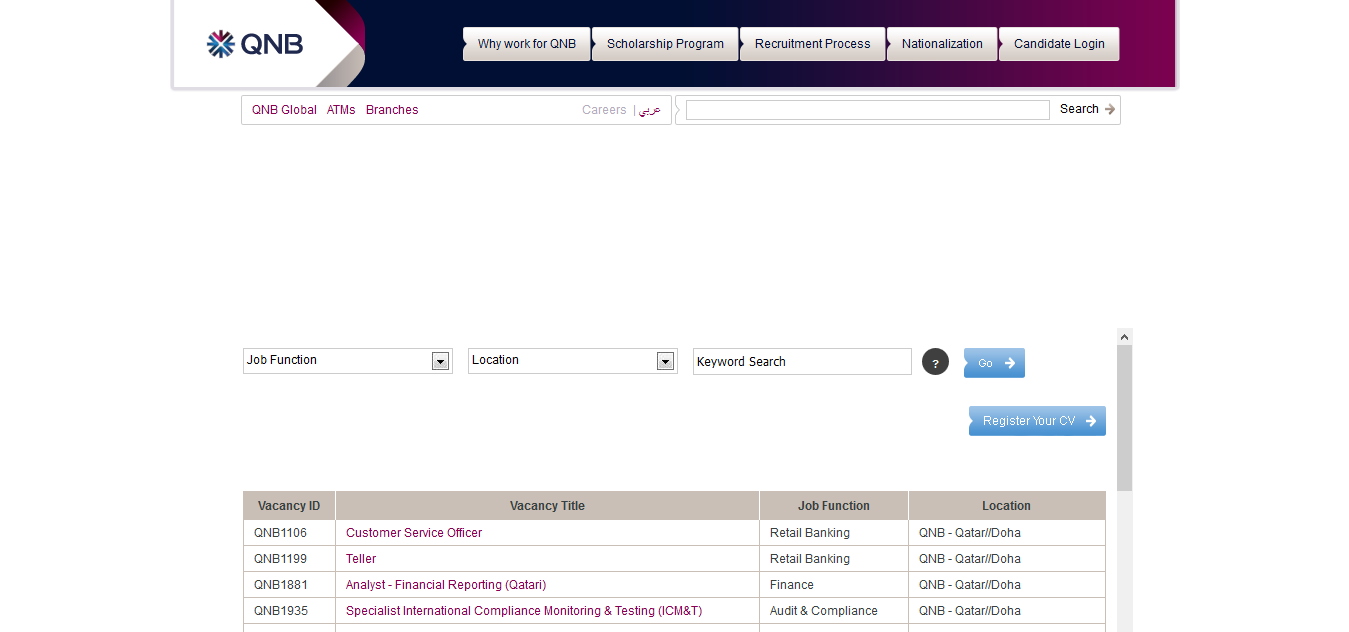 QNB
Why work for QNB
Scholarship Program
Recruitment Process
Nationalization
Candidate Login
QNB Global ATMs Branches
Careers | عربي
Search
Job Function
Location
Keyword Search
?
Go
Register Your CV
Vacancy ID Vacancy Title Job Function Location
QNB1106 Customer Service Officer Retail Banking QNB - Qatar//Doha
QNB1199 Teller Retail Banking QNB - Qatar//Doha
QNB1881 Analyst - Financial Reporting (Qatari) Finance QNB - Qatar//Doha
QNB1935 Specialist International Compliance Monitoring & Testing (ICM&T) Audit & Compliance QNB - Qatar//Doha